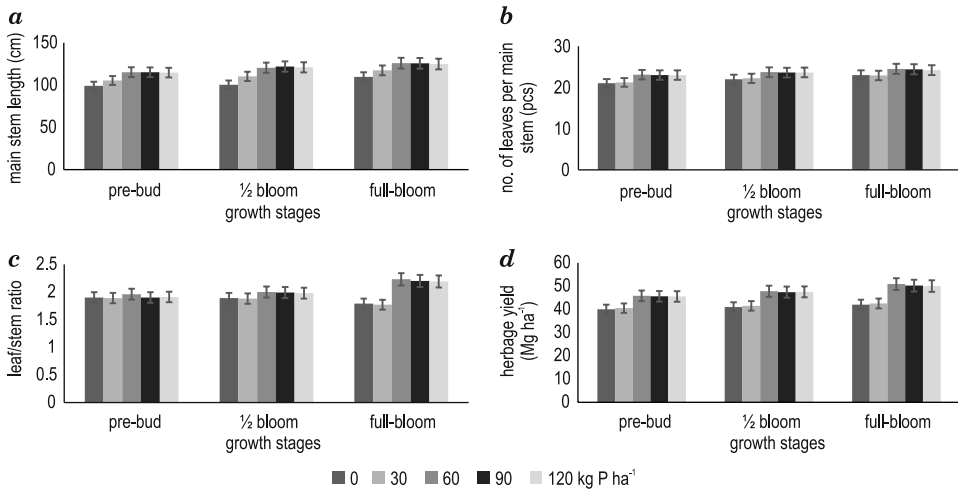 a
main stem length (cm)
150
100
50
0
pre-bud ½ bloom full-bloom
growth stages
b
no. of leaves per main
stem (pcs)
30
20
10
0
pre-bud ½ bloom full-bloom
growth stages
c
leaf/stem ratio
2.5
2
1.5
1
0.5
0
pre-bud ½ bloom full-bloom
growth stages
d
herbage yield
(Mg ha⁻¹)
60
50
40
30
20
10
0
pre-bud ½ bloom full-bloom
growth stages
0 30 60 90 120 kg P ha⁻¹